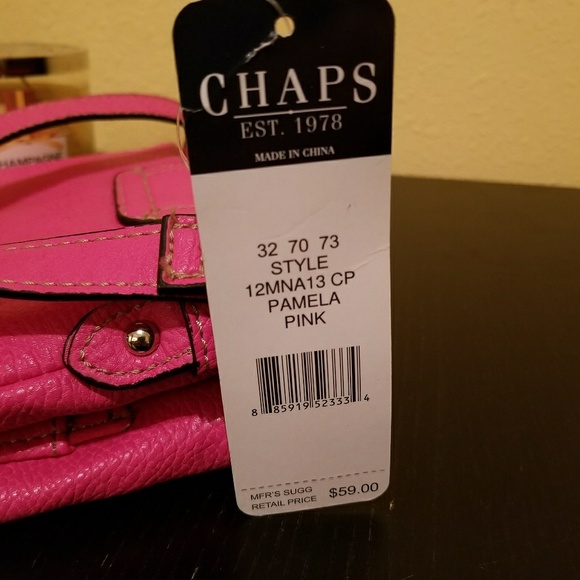 CHAPS
EST. 1978
MADE IN CHINA
32 70 73
STYLE
12MNA13 CP
PAMELA
PINK
8 85919 52333 4
MFR'S SUGG
RETAIL PRICE $59.00